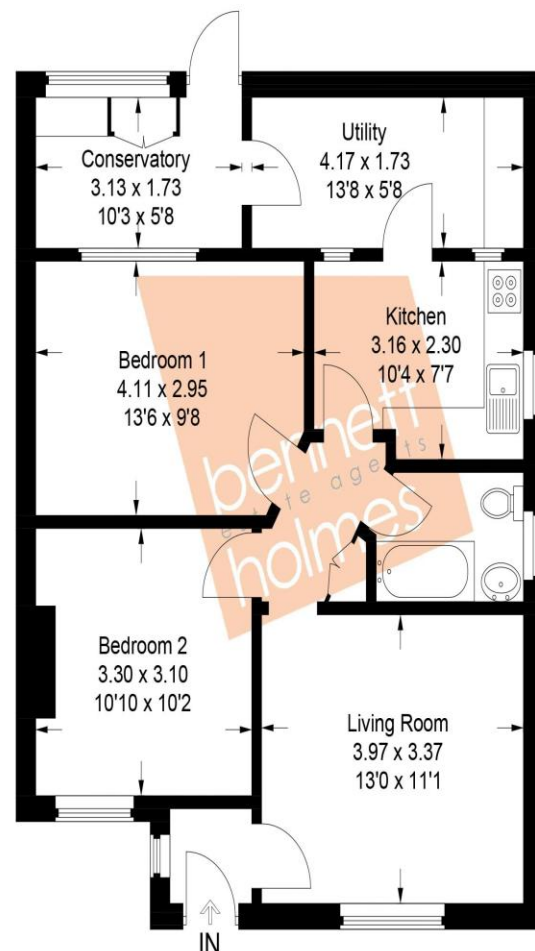 Conservatory
3.13 x 1.73
10'3 x 5'8
Utility
4.17 x 1.73
13'8 x 5'8
Bedroom 1
4.11 x 2.95
13'6 x 9'8
Kitchen
3.16 x 2.30
10'4 x 7'7
bennett
estate agents
holmes
Bedroom 2
3.30 x 3.10
10'10 x 10'2
Living Room
3.97 x 3.37
13'0 x 11'1
IN